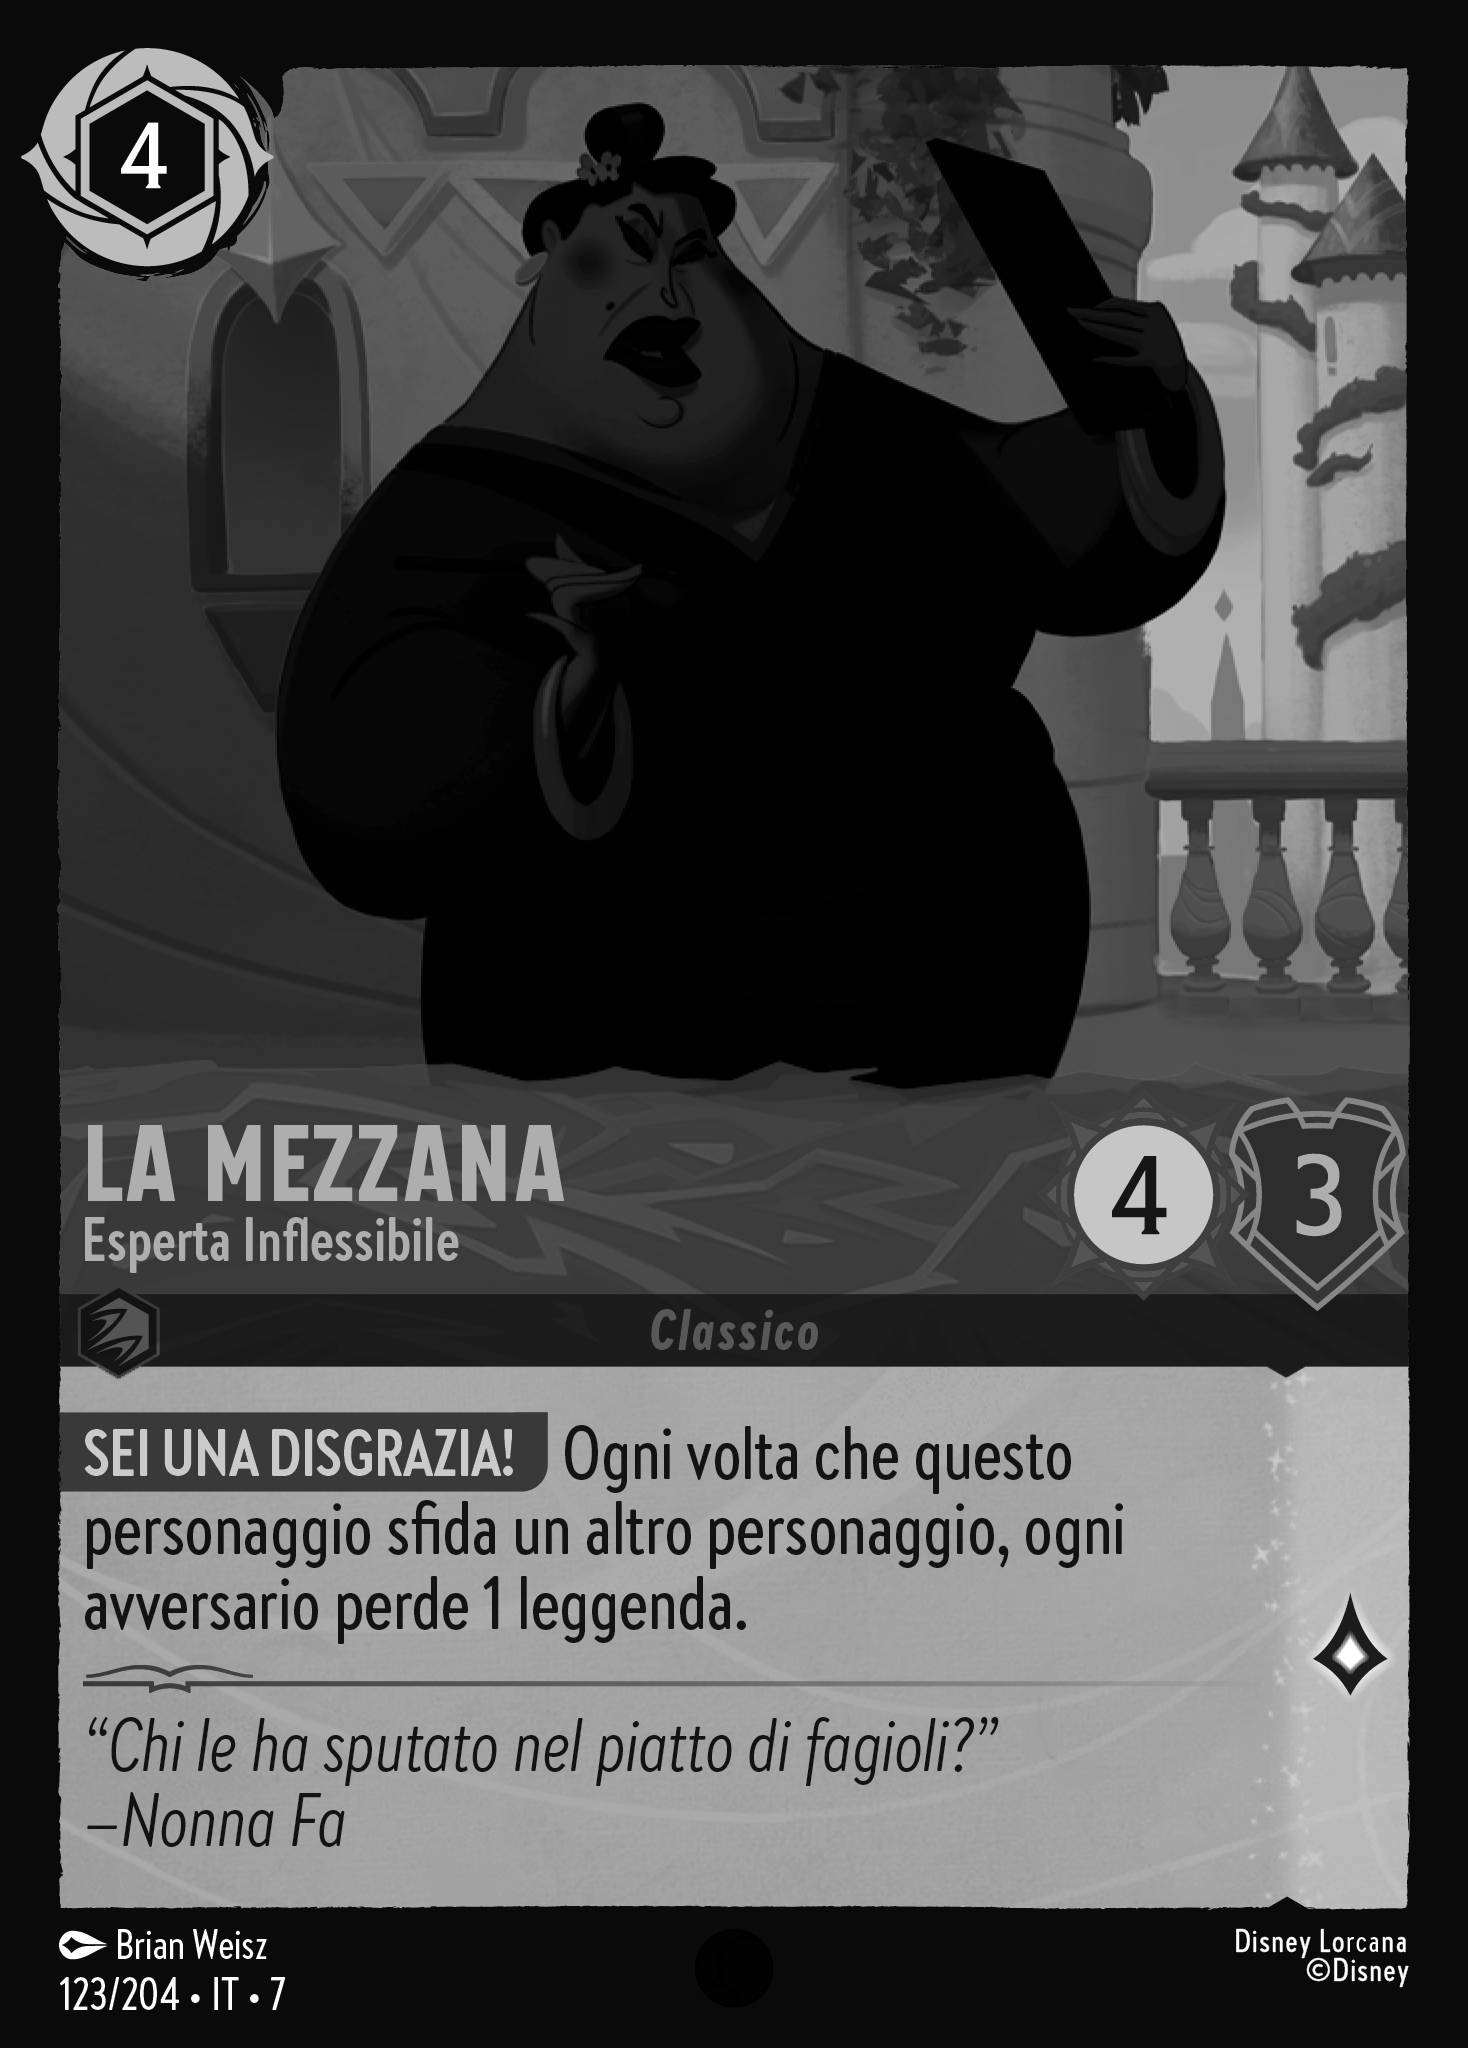 4
LA MEZZANA
Esperta Inflessibile
4
3
Classico
SEI UNA DISGRAZIA! Ogni volta che questo
personaggio sfida un altro personaggio, ogni
avversario perde 1 leggenda.
“Chi le ha sputato nel piatto di fagioli?”
–Nonna Fa
Brian Weisz
123/204 • IT • 7
Disney Lorcana
©Disney